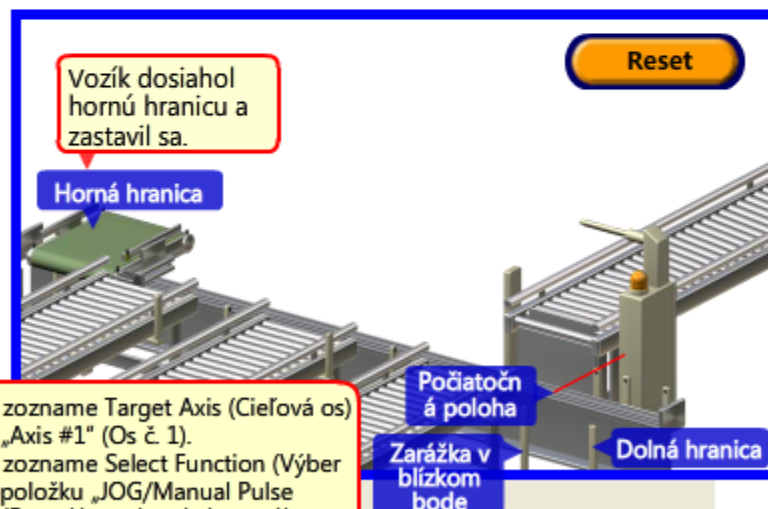 Reset
Vozík dosiahol
hornú hranicu a
zastavil sa.
Horná hranica
Počiatočn
á poloha
Zarážka v
blízkom
bode
Dolná hranica
zozname Target Axis (Cieľová os)
„Axis #1" (Os č. 1).
zozname Select Function (Výber
položku „JOG/Manual Pulse